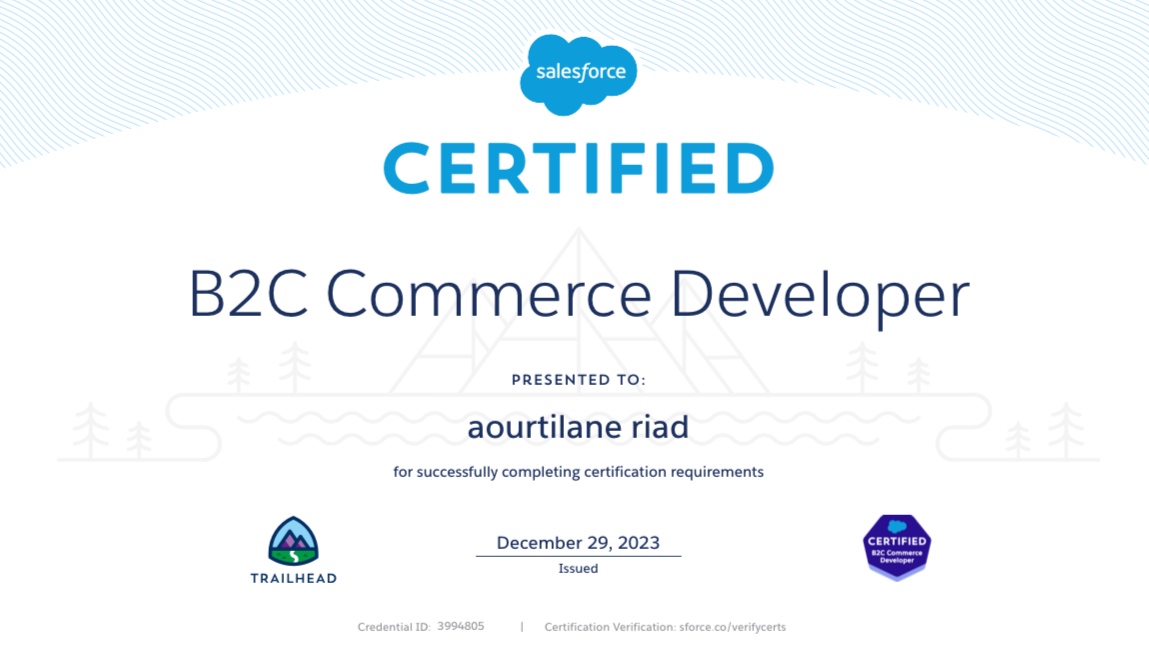 salesforce
CERTIFIED
B2C Commerce Developer
PRESENTED TO:
aourtilane riad
for successfully completing certification requirements
December 29, 2023
Issued
TRAILHEAD
CERTIFIED
B2C Commerce
Developer
Credential ID: 3994805 | Certification Verification: sforce.co/verifycerts